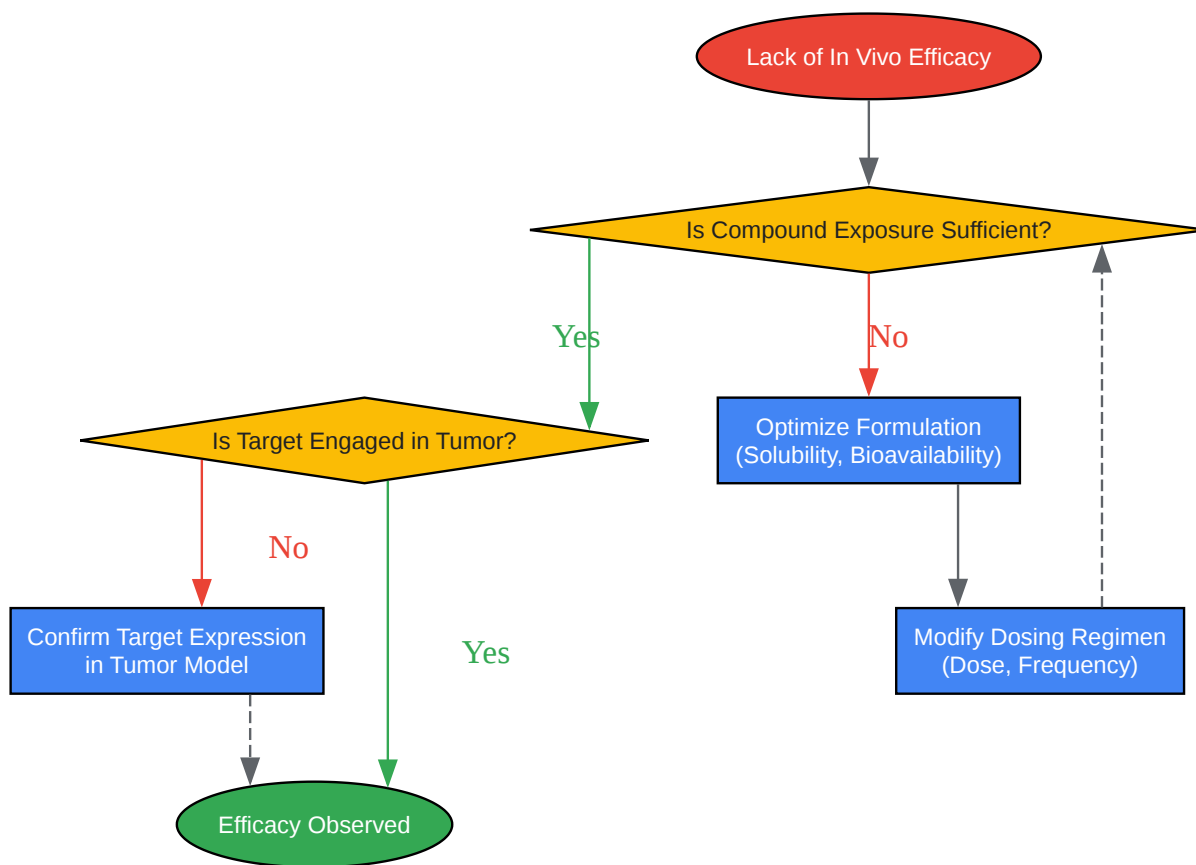 Lack of In Vivo Efficacy
Is Compound Exposure Sufficient?
Yes
No
Is Target Engaged in Tumor?
Optimize Formulation
(Solubility, Bioavailability)
No
Yes
Confirm Target Expression
in Tumor Model
Modify Dosing Regimen
(Dose, Frequency)
Efficacy Observed